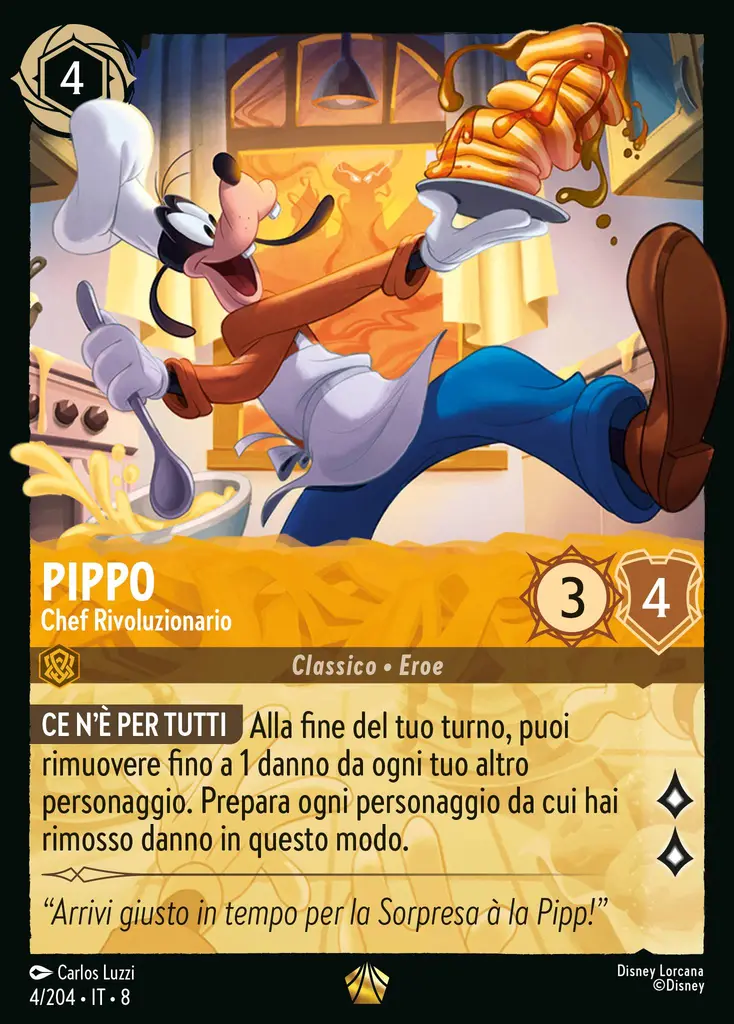 4
PIPPO
Chef Rivoluzionario
3
4
Classico • Eroe
CE N'È PER TUTTI Alla fine del tuo turno, puoi
rimuovere fino a 1 danno da ogni tuo altro
personaggio. Prepara ogni personaggio da cui hai
rimosso danno in questo modo.
“Arrivi giusto in tempo per la Sorpresa à la Pipp!”
Carlos Luzzi
4/204 • IT • 8
Disney Lorcana
©Disney